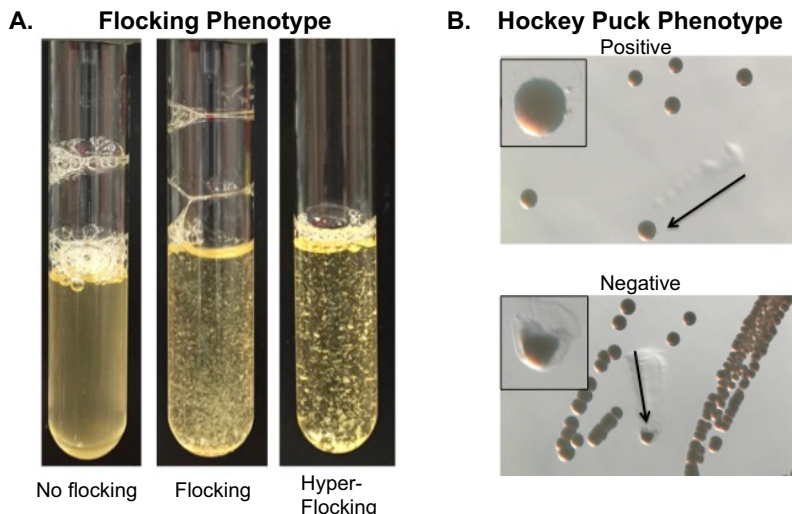 A. Flocking Phenotype
No flocking
Flocking
Hyper-
Flocking
B. Hockey Puck Phenotype
Positive
Negative